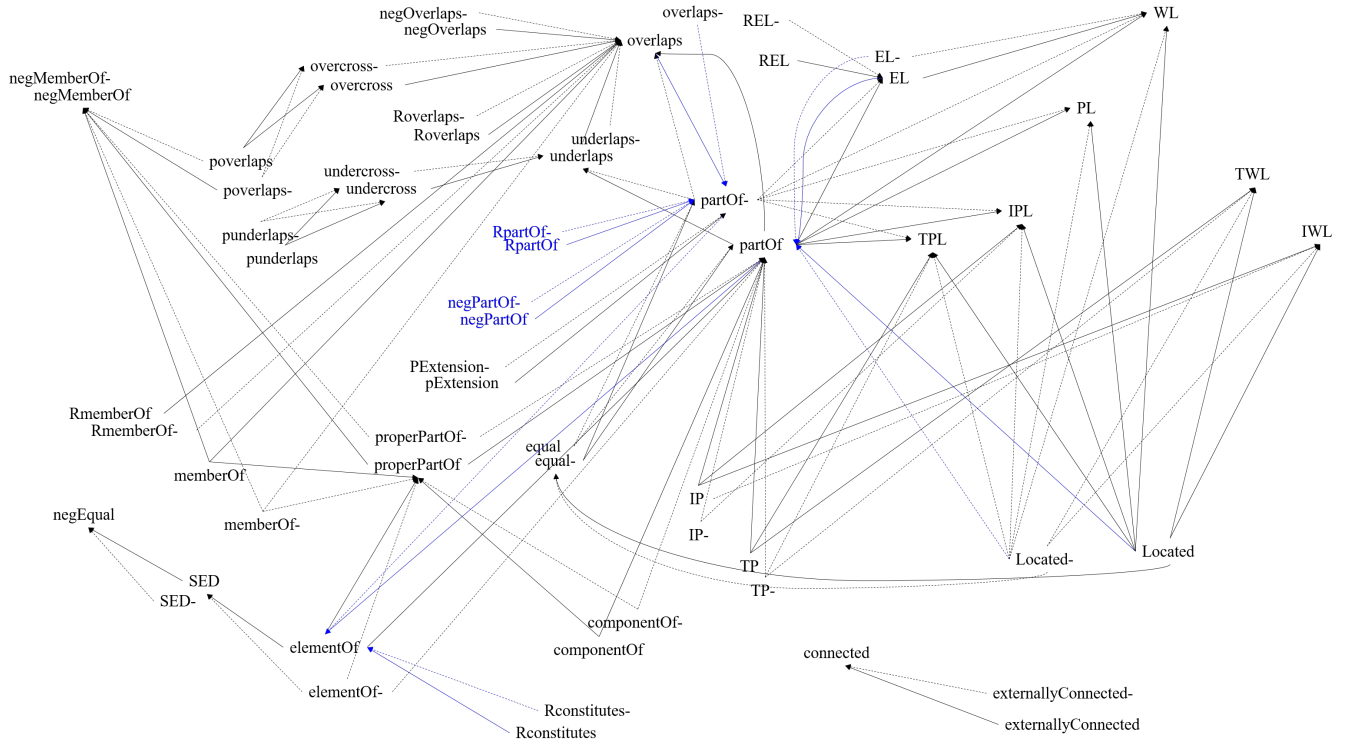 negOverlaps-
overlaps-
WL
REL-
negOverlaps
overlaps
EL-
REL
overcross-
negMemberOf-
EL
overcross
negMemberOf
PL
Roverlaps-
Roverlaps
underlaps-
underlaps
poverlaps
undercross-
TWL
undercross
poverlaps-
partOf-
IPL
RpartOf-
IWL
punderlaps-
TPL
RpartOf
partOf
punderlaps
negPartOf-
negPartOf
PExtension-
pExtension
RmemberOf
RmemberOf-
properPartOf-
equal
equal-
properPartOf
memberOf
IP
negEqual
memberOf-
IP-
Located
Located-
TP
SED
TP-
SED-
componentOf-
elementOf
componentOf
connected
elementOf-
externallyConnected-
Rconstitutes-
externallyConnected
Rconstitutes